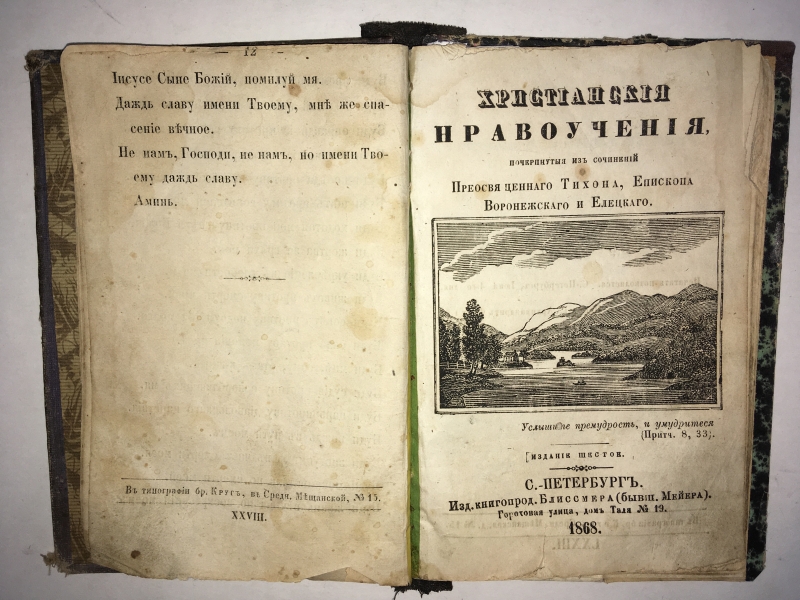 — 12 —
Іисусе Сыне Божій, помилуй мя.
Даждь славу имени Твоему, мнѣ же спа-
сеніе вѣчное.
Не намъ, Господи, не намъ, но имени Тво-
ему даждь славу.
Аминь.
Въ типографіи бр. Кругъ, въ Средн. Мѣщанской, № 15.
XXVIII.
ХРИСТІАНСКІЯ
НРАВОУЧЕНІЯ,
ПОЧЕРПНУТЫЯ ИЗЪ СОЧИНЕНІЙ
ПРЕОСВЯЩЕННАГО ТИХОНА, ЕПИСКОПА
ВОРОНЕЖСКАГО И ЕЛЕЦКАГО.
Услышите премудрость, и умудритеся
(Притч. 8, 33).
ИЗДАНІЕ ШЕСТОЕ.
С.-ПЕТЕРБУРГЪ.
Изд. книгопрод. Блиссмера (бывш. Мейера).
Гороховая улица, домъ Таля № 19.
1868.